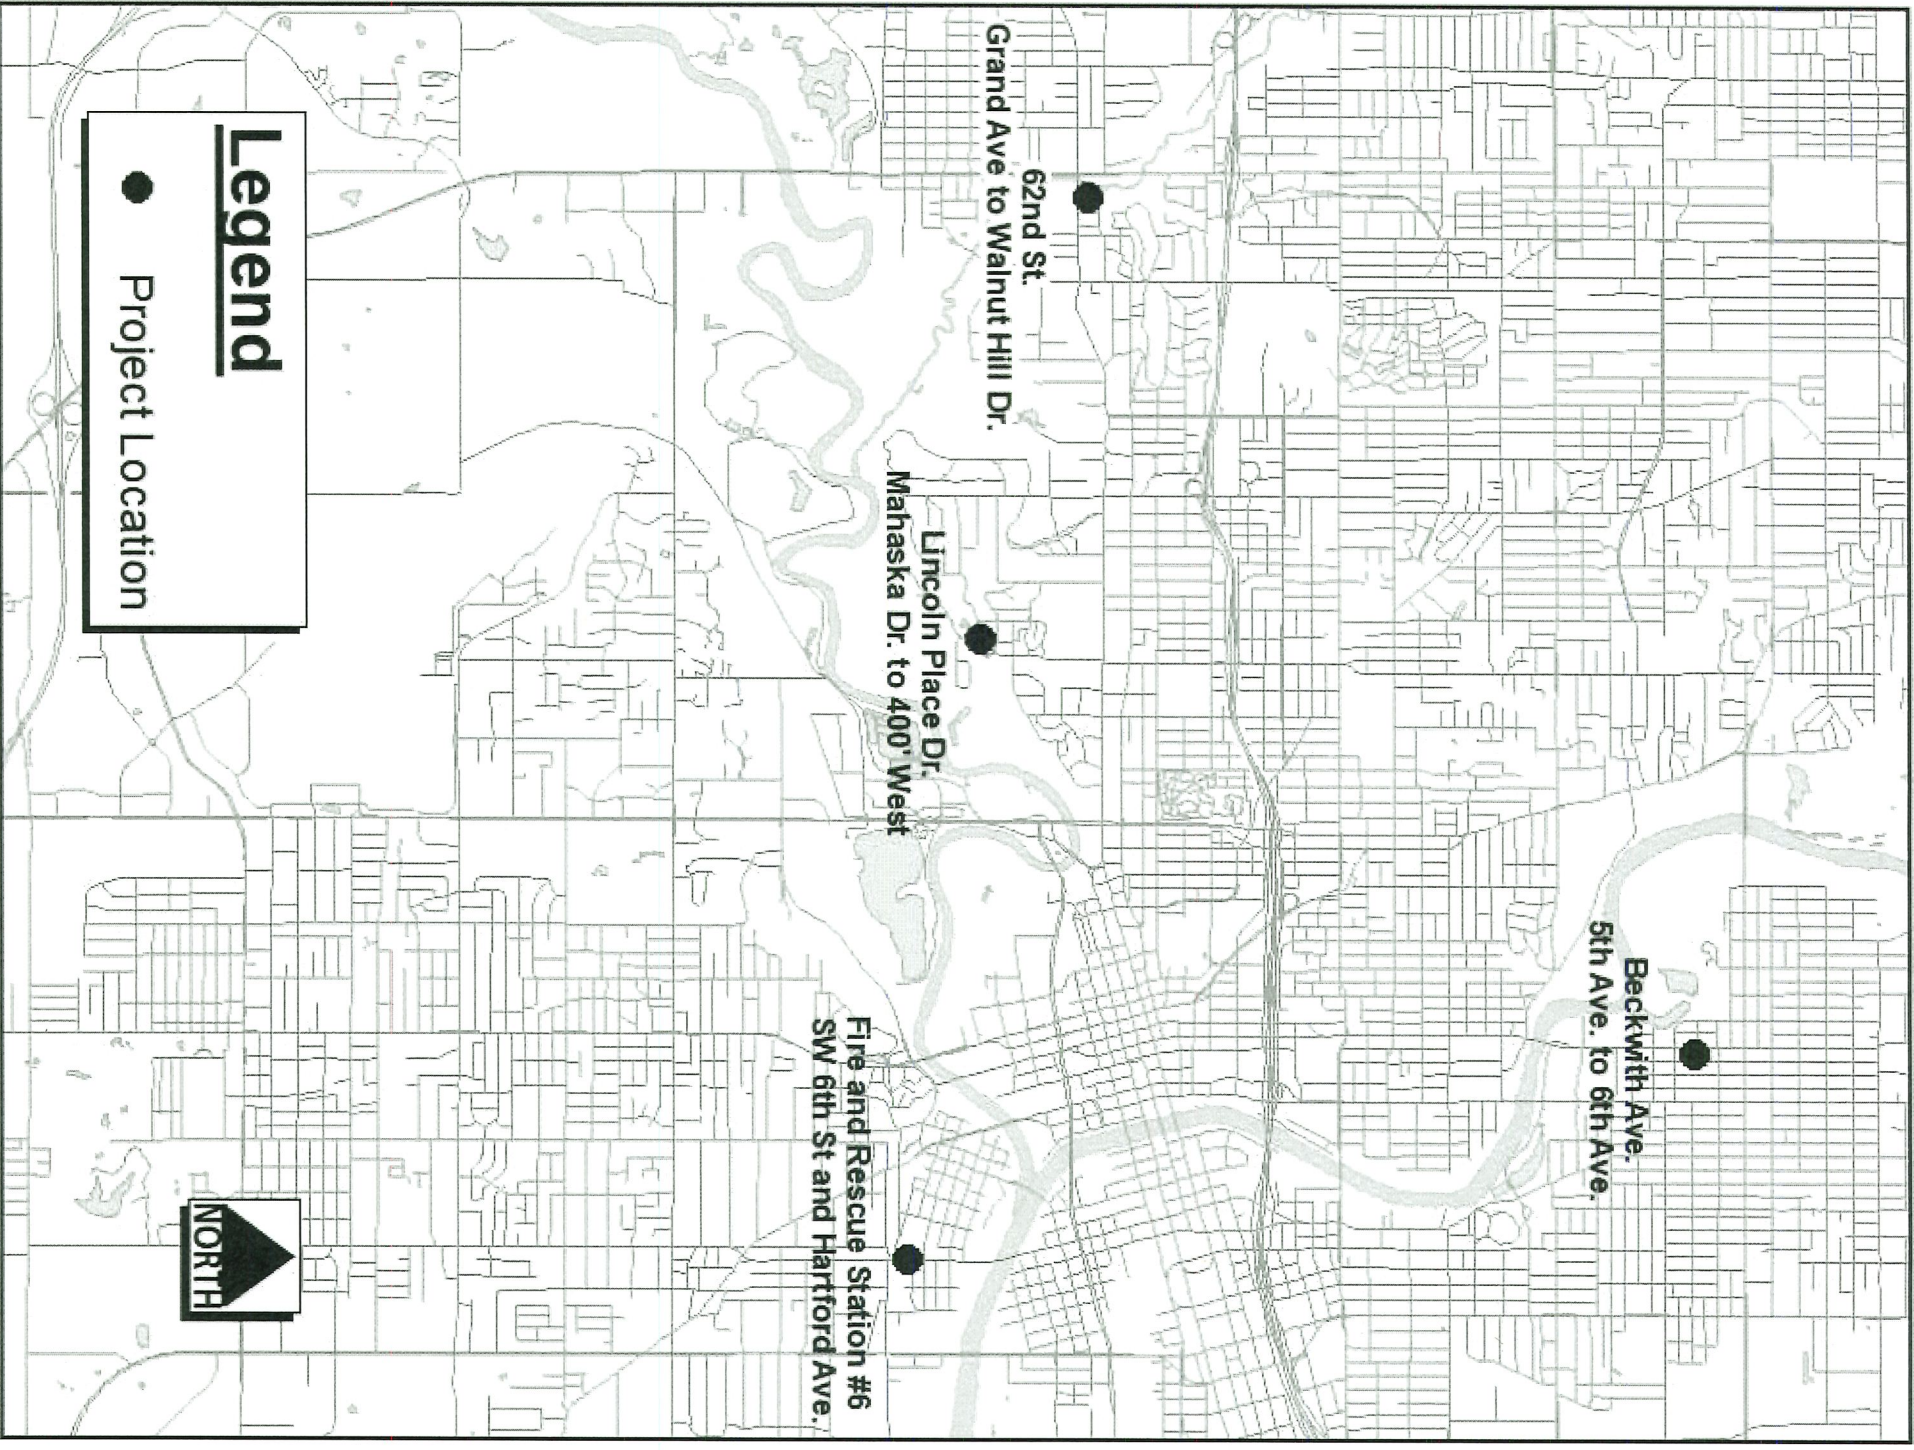 Beckwith Ave.
5th Ave. to 6th Ave.
62nd St.
Grand Ave to Walnut Hill Dr.
Lincoln Place Dr.
Mahaska Dr. to 400' West
Fire and Rescue Station #6
SW 6th St and Hartford Ave.
Legend
Project Location
NORTH